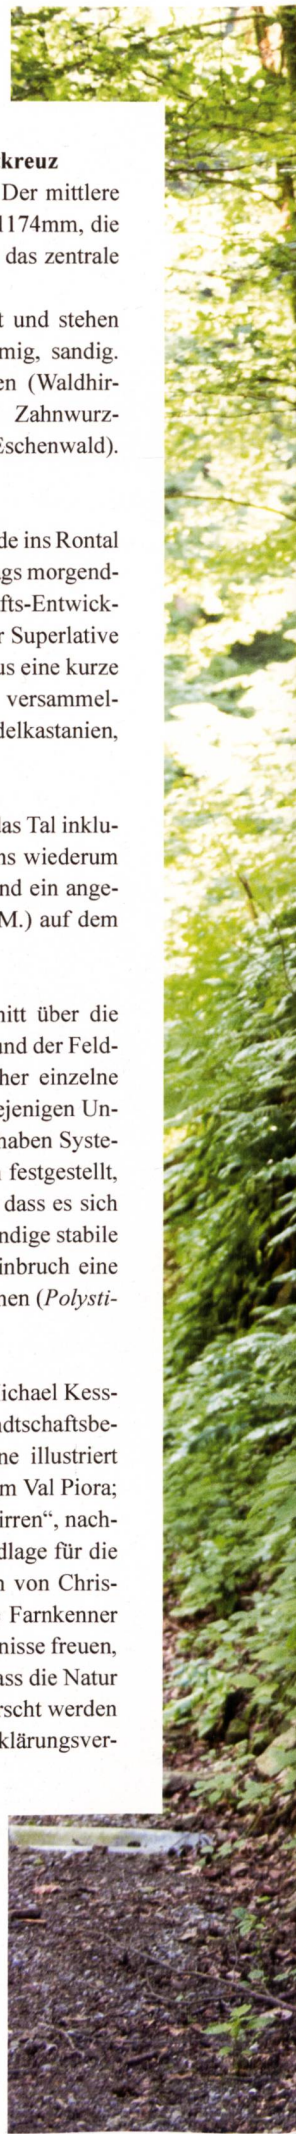 kreuz
Der mittlere
1174mm, die
das zentrale
t und stehen
mig, sandig.
en (Waldhir-
Zahnwurz-
Eschenwald).
de ins Rontal
ags morgend-
fts-Entwick-
r Superlative
us eine kurze
versammel-
delkastanien,
das Tal inklu-
ns wiederum
nd ein ange-
M.) auf dem
nitt über die
und der Feld-
her einzelne
ejenigen Un-
haben Syste-
festgestellt,
dass es sich
ndige stabile
inbruch eine
nen (Polysti-
ichael Kess-
ndtschaftsbe-
ne illustriert
m Val Piora;
irren“, nach-
dlage für die
n von Chris-
Farnkenner
nisse freuen,
ass die Natur
rscht werden
klärungsver-